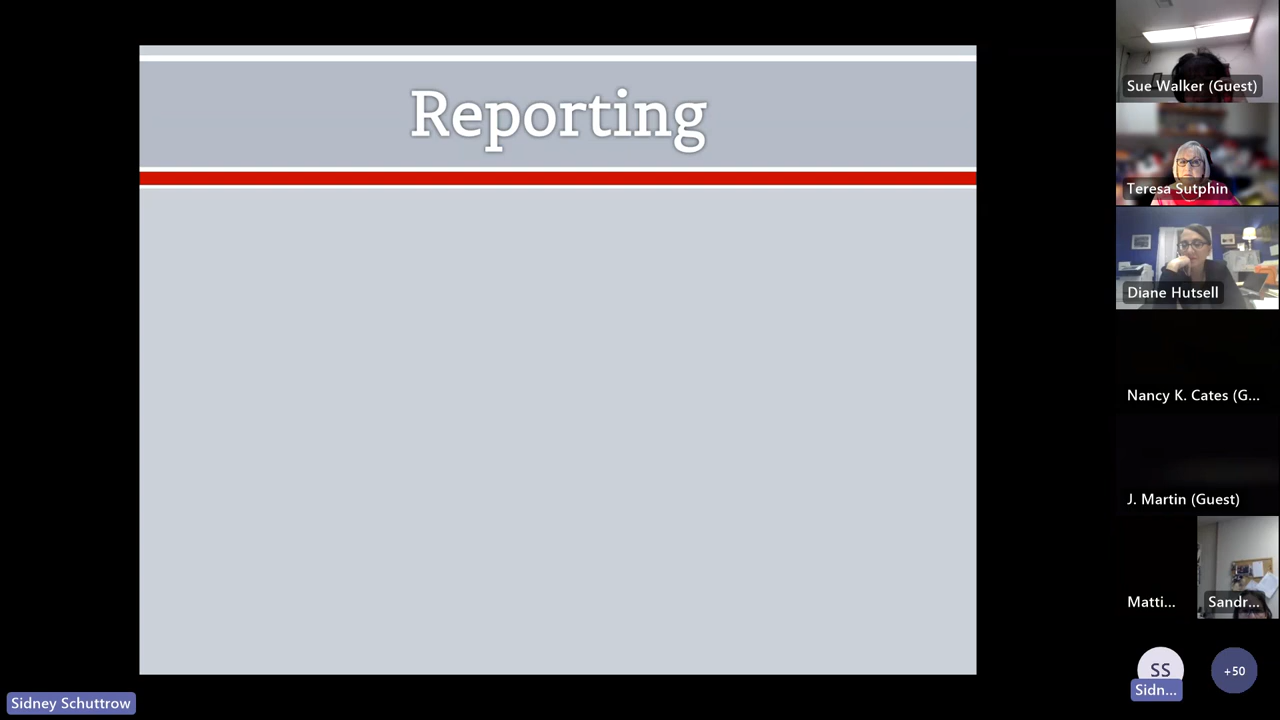 Reporting
Sue Walker (Guest)
Teresa Sutphin
Diane Hutsell
Nancy K. Cates (G...
J. Martin (Guest)
Matti...
Sandr...
SS
Sidn...
+50
Sidney Schuttrow